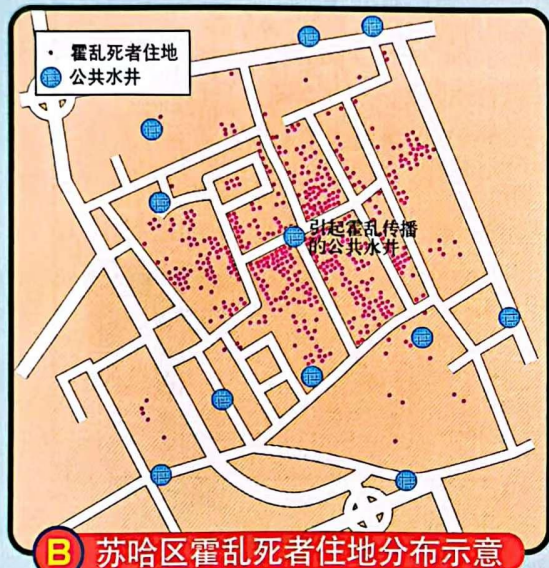 霍乱死者住地
公共水井
引起霍乱传播
的公共水井
B 苏哈区霍乱死者住地分布示意